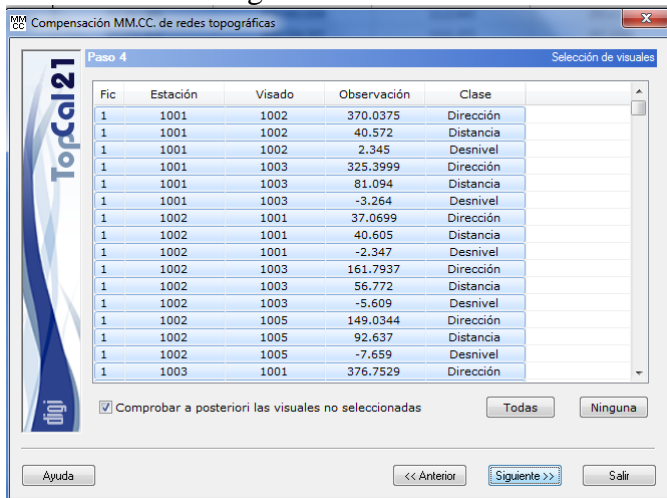 MM CC Compensación MM.CC. de redes topográficas
Paso 4 Selección de visuales
TopCal 21
Fic Estación Visado Observación Clase
1 1001 1002 370.0375 Dirección
1 1001 1002 40.572 Distancia
1 1001 1002 2.345 Desnivel
1 1001 1003 325.3999 Dirección
1 1001 1003 81.094 Distancia
1 1001 1003 -3.264 Desnivel
1 1002 1001 37.0699 Dirección
1 1002 1001 40.605 Distancia
1 1002 1001 -2.347 Desnivel
1 1002 1003 161.7937 Dirección
1 1002 1003 56.772 Distancia
1 1002 1003 -5.609 Desnivel
1 1002 1005 149.0344 Dirección
1 1002 1005 92.637 Distancia
1 1002 1005 -7.659 Desnivel
1 1003 1001 376.7529 Dirección
digi
Comprobar a posteriori las visuales no seleccionadas Todas Ninguna
Ayuda << Anterior Siguiente >> Salir